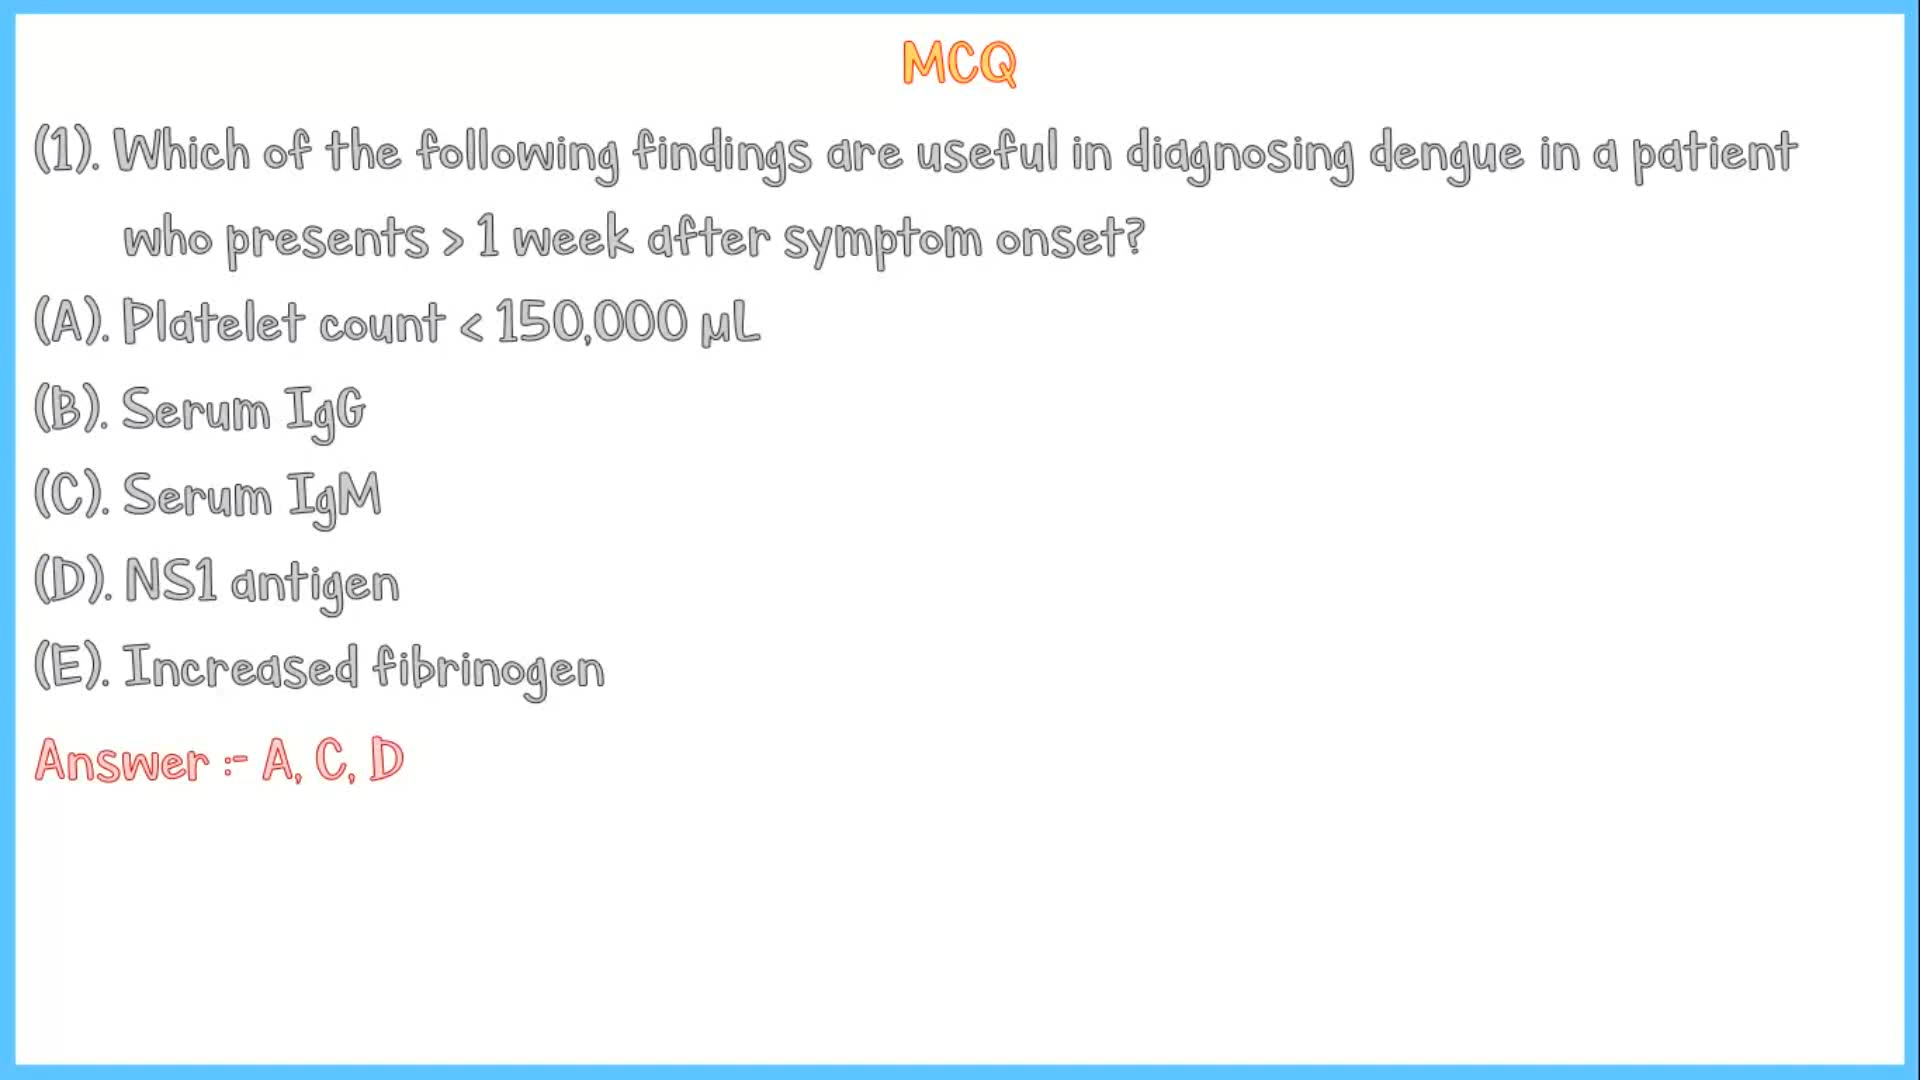 MCQ
(1). Which of the following findings are useful in diagnosing dengue in a patient
who presents > 1 week after symptom onset?
(A). Platelet count < 150,000 µL
(B). Serum IgG
(C). Serum IgM
(D). NS1 antigen
(E). Increased fibrinogen
Answer :- A, C, D